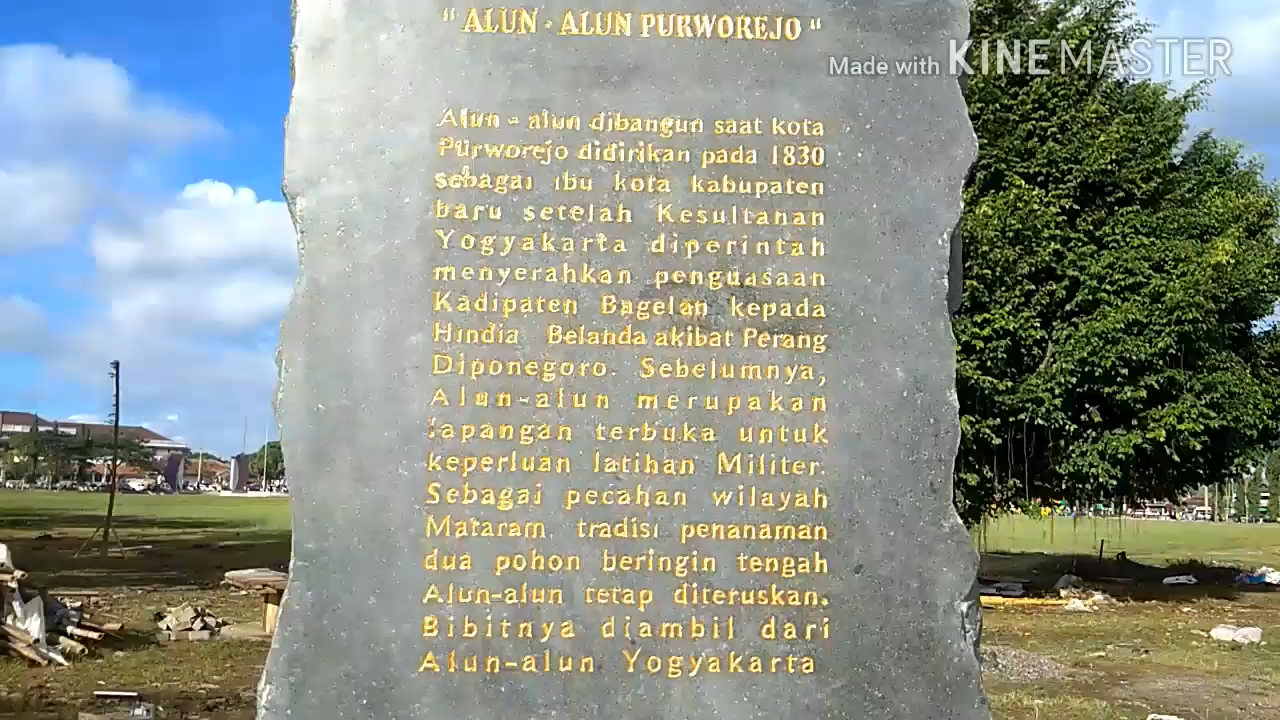 " ALUN - ALUN PURWOREJO "
Made with KINEMASTER
Alun - alun dibangun saat kota
Purworejo didirikan pada 1830
sebagai ibu kota kabupaten
baru setelah Kesultanan
Yogyakarta diperintah
menyerahkan penguasaan
Kadipaten Bagelan kepada
Hindia Belanda akibat Perang
Diponegoro. Sebelumnya,
Alun-alun merupakan
lapangan terbuka untuk
keperluan latihan Militer.
Sebagai pecahan wilayah
Mataram, tradisi penanaman
dua pohon beringin tengah
Alun-alun tetap diteruskan.
Bibitnya diambil dari
Alun-alun Yogyakarta